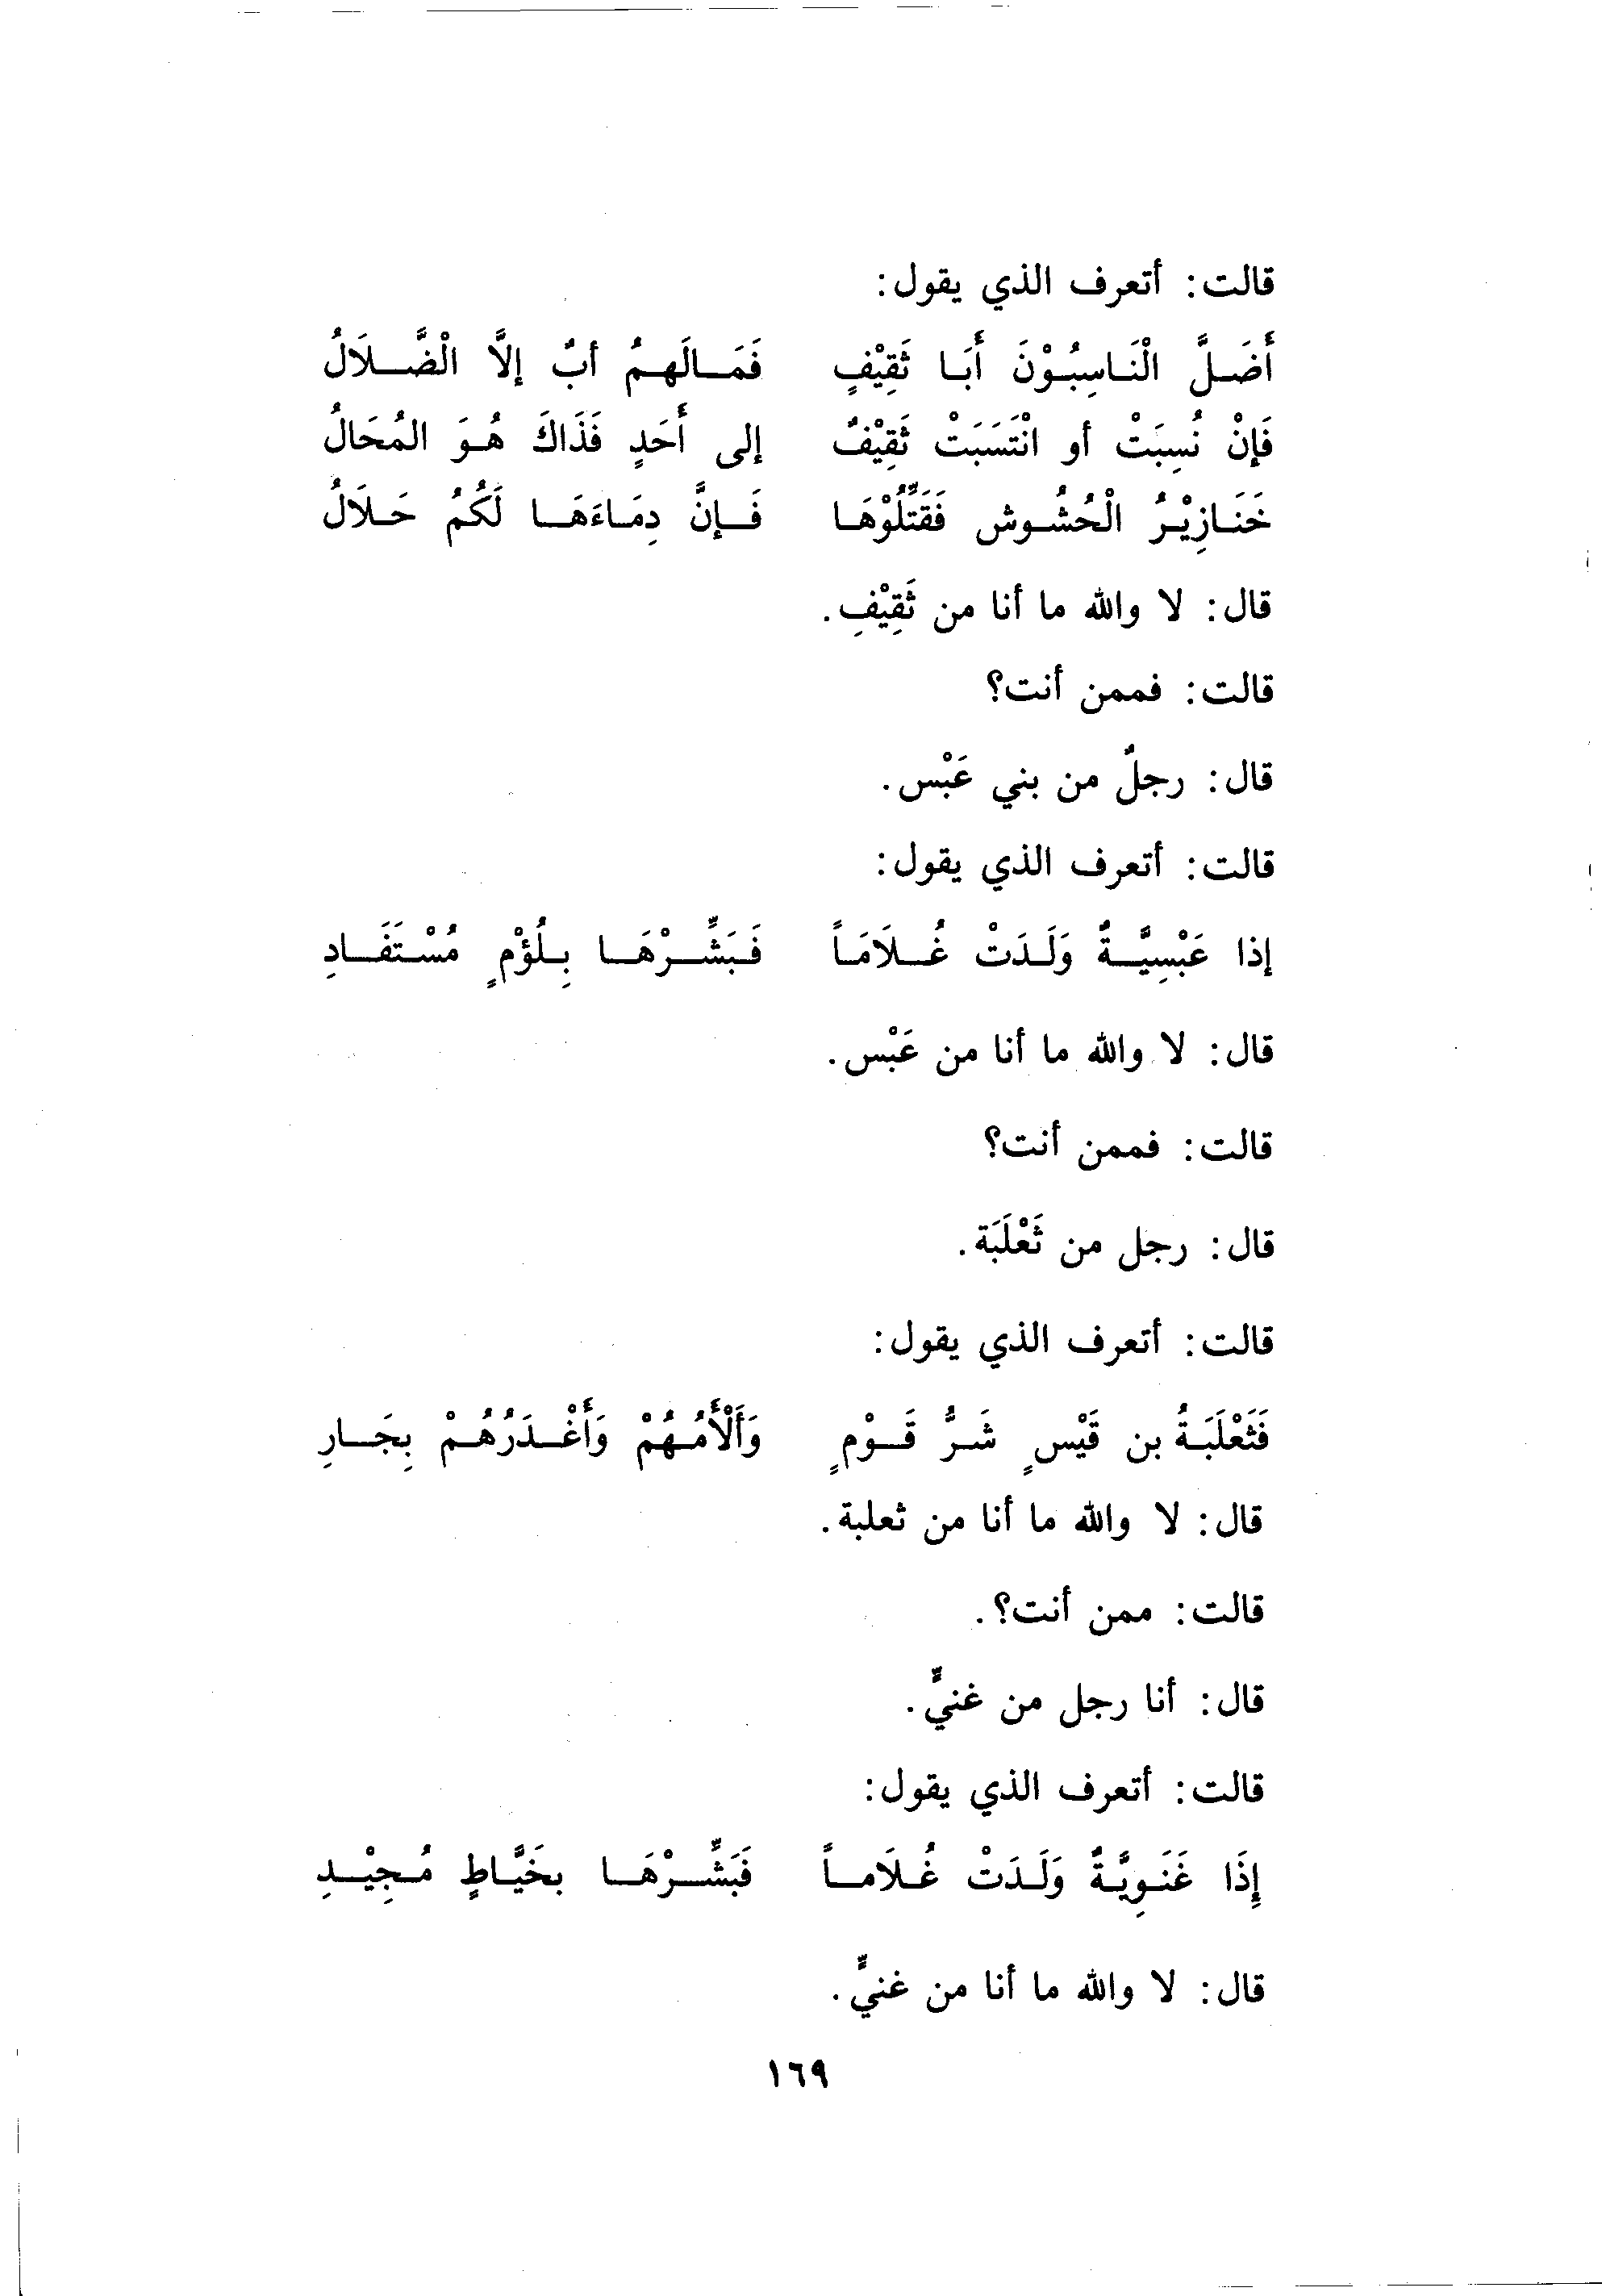 قالت: أتعرف الذي يقول:
أَضَلَّ الْنَاسِبُوْنَ أَبَا ثَقِيْفٍ فَمَالَهمُ أبٌ إلَّا الْضَّلَالُ
فَإنْ نُسِبَتْ أو انْتَسَبَتْ ثَقِيْفٌ إلى أَحَدٍ فَذَاكَ هُوَ المُحَالُ
خَنَازِيْرُ الْحُشُوش فَقَتِّلُوْهَا فَإنَّ دِمَاءَهَا لَكُمُ حَلَالُ
قال: لا والله ما أنا من ثَقِيْفِ.
قالت: فممن أنت؟
قال: رجلٌ من بني عَبْس.
قالت: أتعرف الذي يقول:
إذا عَبْسِيَّةٌ وَلَدَتْ غُلَامَاً فَبَشِّرْهَا بِلُؤْمٍ مُسْتَفَادِ
قال: لا والله ما أنا من عَبْس.
قالت: فممن أنت؟
قال: رجل من ثَعْلَبَة.
قالت: أتعرف الذي يقول:
فَثَعْلَبَةُ بن قَيْسٍ شَرُّ قَوْمٍ وَأَلْأَمُهُمْ وَأَغْدَرُهُمْ بِجَارِ
قال: لا والله ما أنا من ثعلبة.
قالت: ممن أنت؟.
قال: أنا رجل من غنيٍّ.
قالت: أتعرف الذي يقول:
إِذَا غَنَوِيَّةٌ وَلَدَتْ غُلَاماً فَبَشِّرْهَا بخَيَّاطٍ مُجِيْدِ
قال: لا والله ما أنا من غنيٍّ.
١٦٩